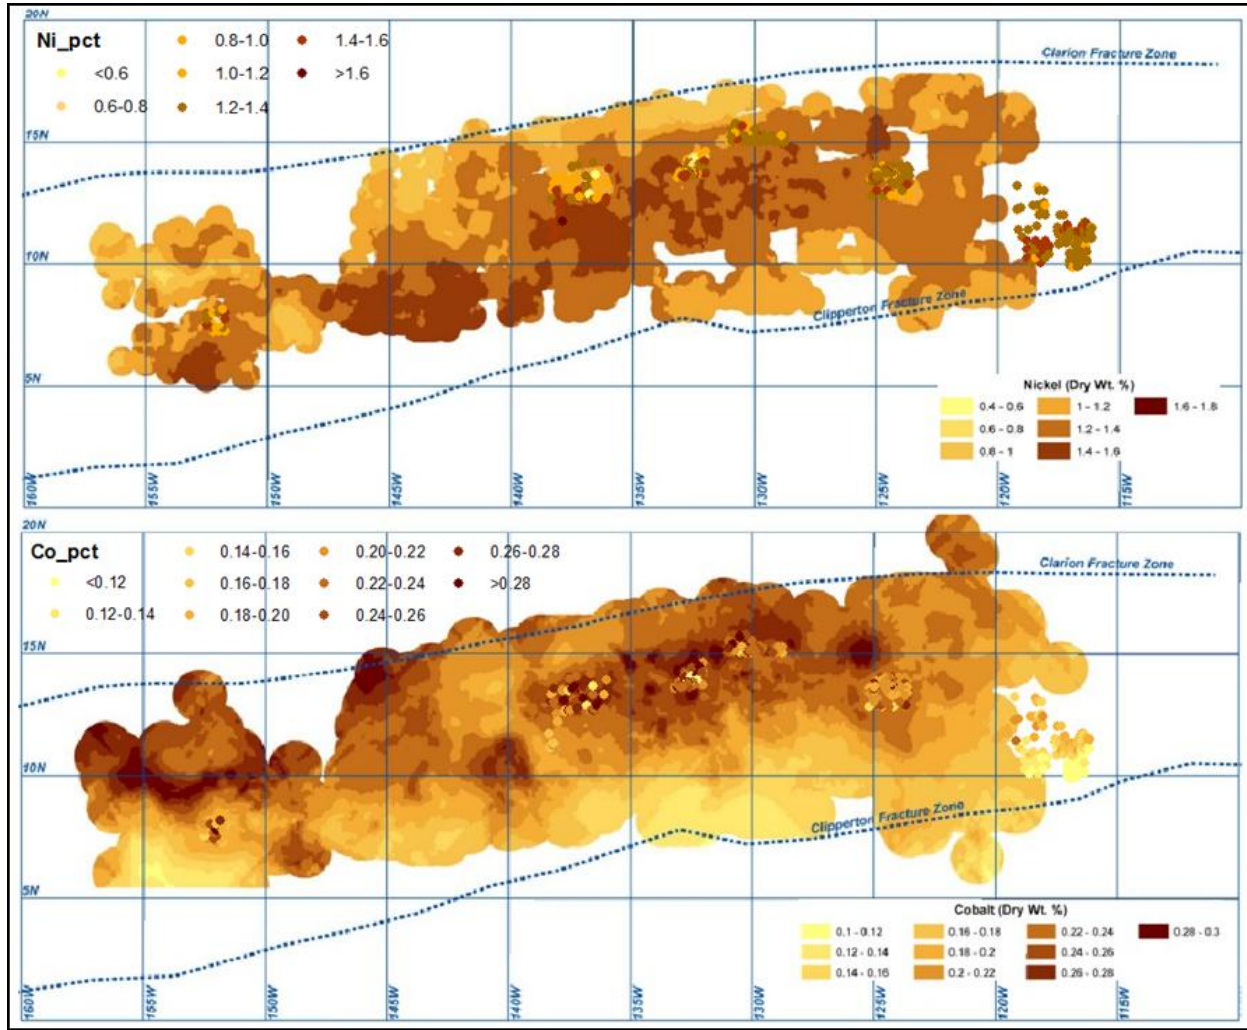 20N
Ni_pct
0.8-1.0
1.4-1.6
<0.6
1.0-1.2
>1.6
0.6-0.8
1.2-1.4
Clarion Fracture Zone
15N
10N
Clipperton Fracture Zone
5N
Nickel (Dry Wt. %)
0.4 - 0.6
1 - 1.2
1.6 - 1.8
0.6 - 0.8
1.2 - 1.4
0.8 - 1
1.4 - 1.6
160W
155W
150W
145W
140W
135W
130W
125W
120W
115W
20N
Co_pct
0.14-0.16
0.20-0.22
0.26-0.28
<0.12
0.16-0.18
0.22-0.24
>0.28
0.12-0.14
0.18-0.20
0.24-0.26
Clarion Fracture Zone
15N
10N
Clipperton Fracture Zone
5N
Cobalt (Dry Wt. %)
0.1 - 0.12
0.16 - 0.18
0.22 - 0.24
0.28 - 0.3
0.12 - 0.14
0.18 - 0.2
0.24 - 0.26
0.14 - 0.16
0.2 - 0.22
0.26 - 0.28
160W
155W
150W
145W
140W
135W
130W
125W
120W
115W